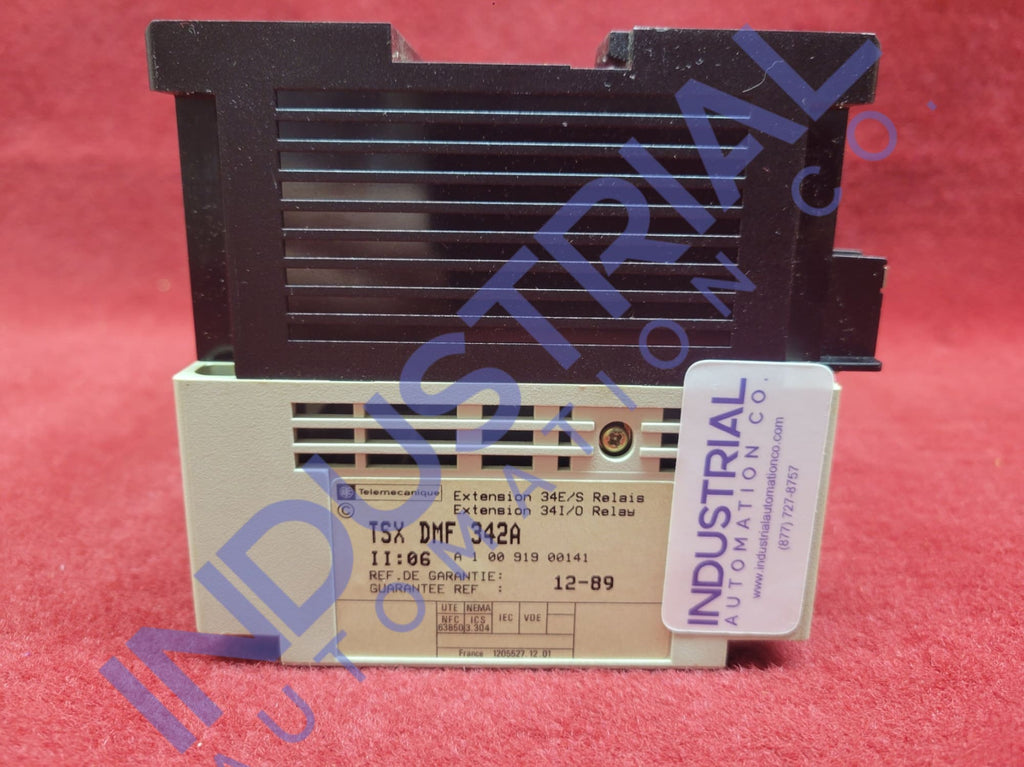 Telemecanique
Extension 34E/S Relais
Extension 34I/O Relay
©
TSX DMF 342A
II:06 A 1 00 919 00141
REF.DE GARANTIE:
GUARANTEE REF : 12-89
UTE NEMA
NFC ICS IEC VDE
63850 3.304
France 1205527.12.01
INDUSTRIAL
AUTOMATION CO.
www.industrialautomationco.com
(877) 727-8757
INDUSTRIAL
AUTOMATION CO.